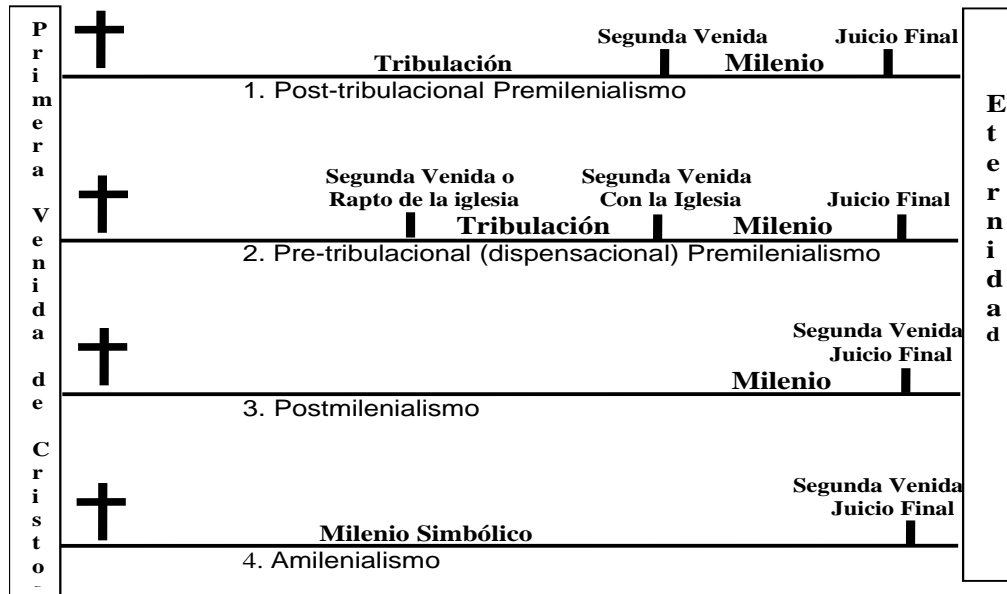 Primera Venida de Cristo
Segunda Venida Juicio Final
Tribulación Milenio
1. Post-tribulacional Premilenialismo
Segunda Venida o Segunda Venida
Rapto de la iglesia Con la Iglesia Juicio Final
Tribulación Milenio
2. Pre-tribulacional (dispensacional) Premilenialismo
Segunda Venida
Juicio Final
Milenio
3. Postmilenialismo
Segunda Venida
Juicio Final
Milenio Simbólico
4. Amilenialismo
Eternidad